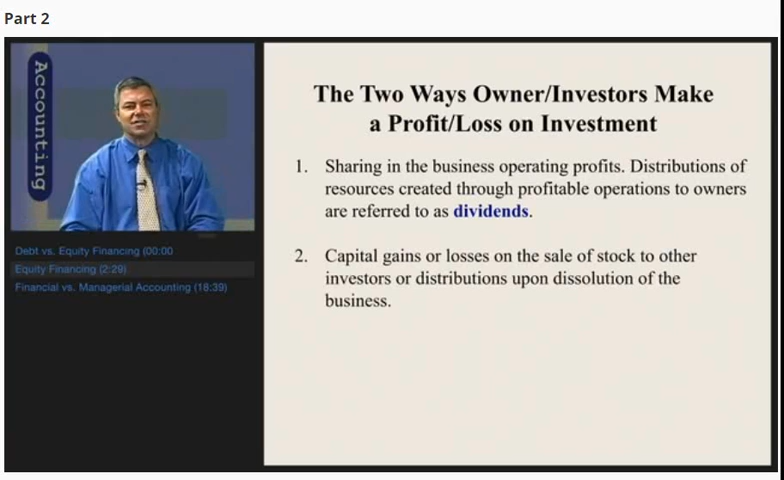 Part 2
Accounting
Debt vs. Equity Financing (00:00
Equity Financing (2:29)
Financial vs. Managerial Accounting (18:39)
The Two Ways Owner/Investors Make
a Profit/Loss on Investment
1. Sharing in the business operating profits. Distributions of
resources created through profitable operations to owners
are referred to as dividends.
2. Capital gains or losses on the sale of stock to other
investors or distributions upon dissolution of the
business.